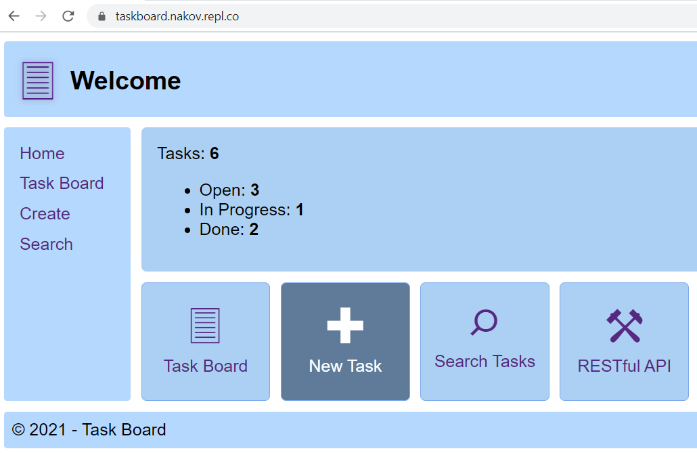 taskboard.nakov.repl.co
Welcome
Home
Task Board
Create
Search
Tasks: 6
Open: 3
In Progress: 1
Done: 2
Task Board
New Task
Search Tasks
RESTful API
© 2021 - Task Board